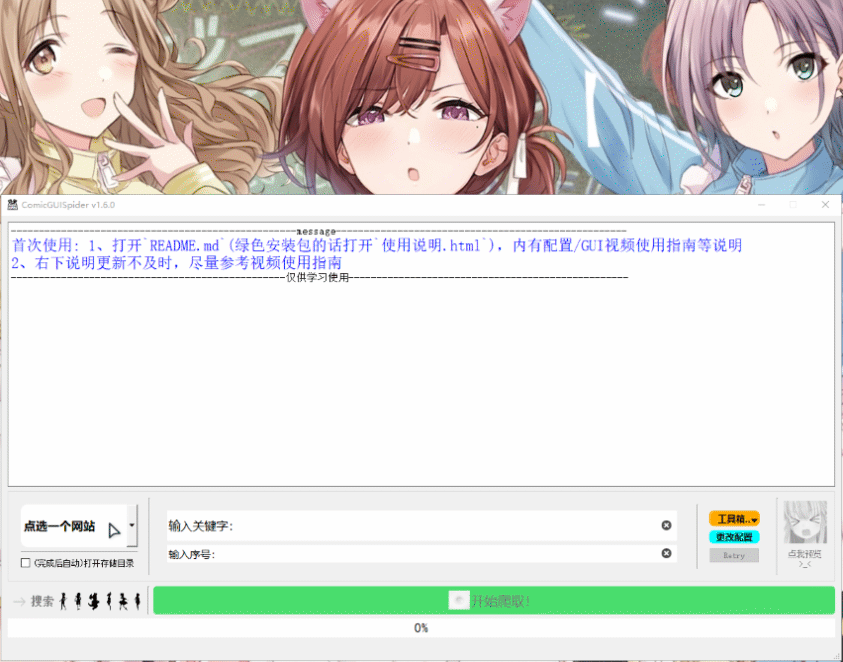 ComicGUISpider v1.6.0
message
首次使用: 1、打开`README.md`(绿色安装包的话打开`使用说明.html`)，内有配置/GUI视频使用指南等说明
2、右下说明更新不及时，尽量参考视频使用指南
仅供学习使用
点选一个网站
输入关键字:
工具箱..
更改配置
(完成后自动)打开存储目录
输入序号:
Retry
点我预览
>_<
搜索
开始爬取!
0%